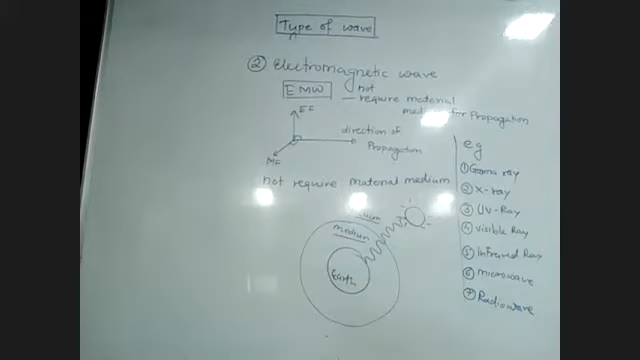 Type of wave
② Electromagnetic wave
EMW
not
— require material
medium for Propagation
EF
direction of
Propagation
MF
not require material medium
medium
Earth
eg
① Gama ray
② X-ray
③ UV-Ray
④ Visible Ray
⑤ Infrared Ray
⑥ microwave
⑦ Radiowave